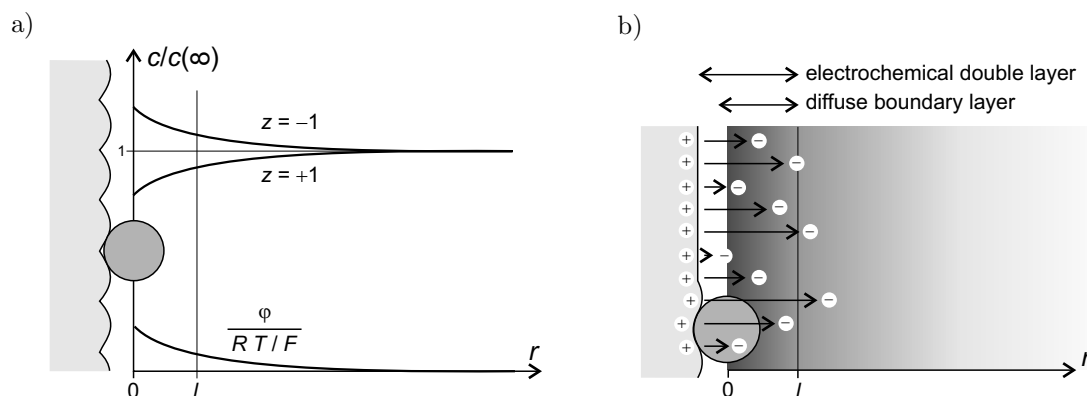 a)
c/c(∞)
z = −1
1
z = +1
φ
R T / F
r
0
l
b)
electrochemical double layer
diffuse boundary layer
+ −
+ −
+ −
+ −
+ −
+ −
+ −
+ −
+ −
+ −
r
0
l